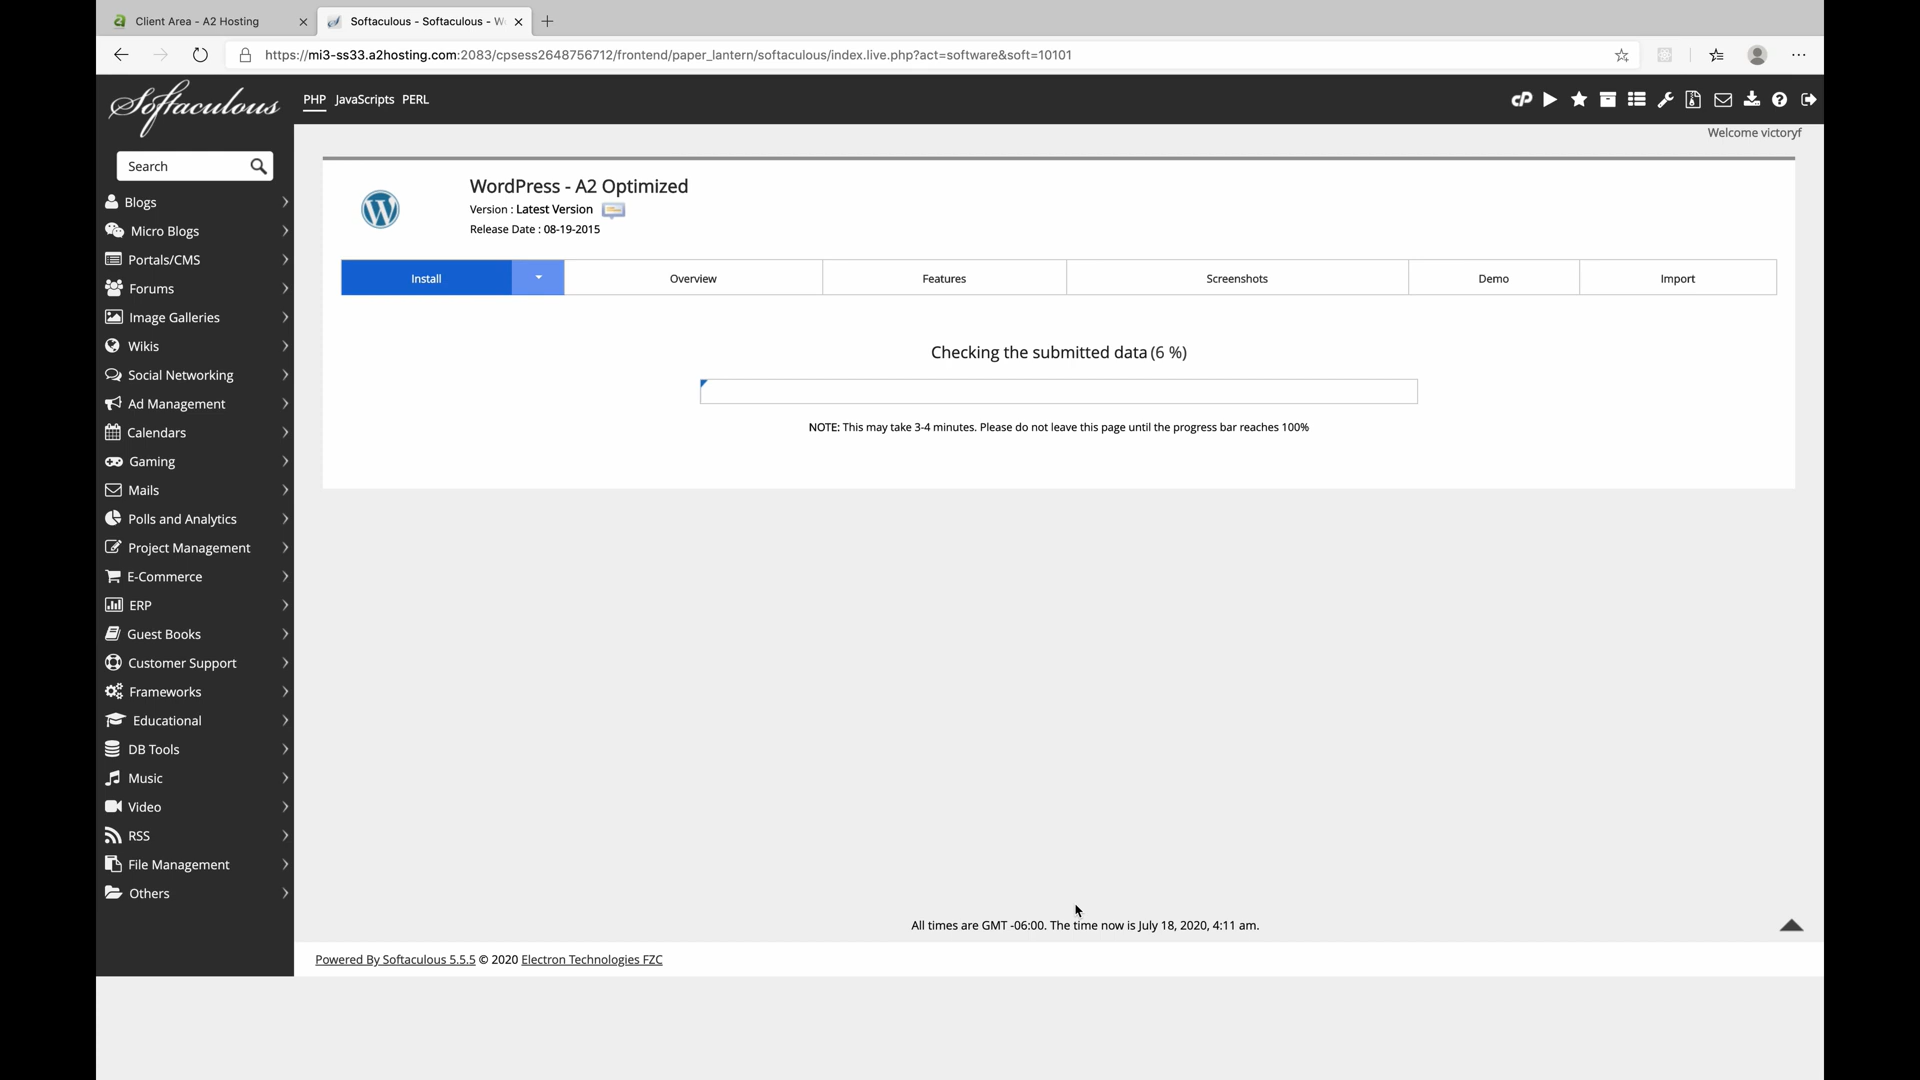 Client Area - A2 Hosting
Softaculous - Softaculous - W
https://mi3-ss33.a2hosting.com:2083/cpsess2648756712/frontend/paper_lantern/softaculous/index.live.php?act=software&soft=10101
Softaculous
PHP JavaScripts PERL
cP
Welcome victoryf
Search
Blogs
Micro Blogs
Portals/CMS
Forums
Image Galleries
Wikis
Social Networking
Ad Management
Calendars
Gaming
Mails
Polls and Analytics
Project Management
E-Commerce
ERP
Guest Books
Customer Support
Frameworks
Educational
DB Tools
Music
Video
RSS
File Management
Others
WordPress - A2 Optimized
Version : Latest Version
Release Date : 08-19-2015
Install Overview Features Screenshots Demo Import
Checking the submitted data (6 %)
NOTE: This may take 3-4 minutes. Please do not leave this page until the progress bar reaches 100%
All times are GMT -06:00. The time now is July 18, 2020, 4:11 am.
Powered By Softaculous 5.5.5 © 2020 Electron Technologies FZC